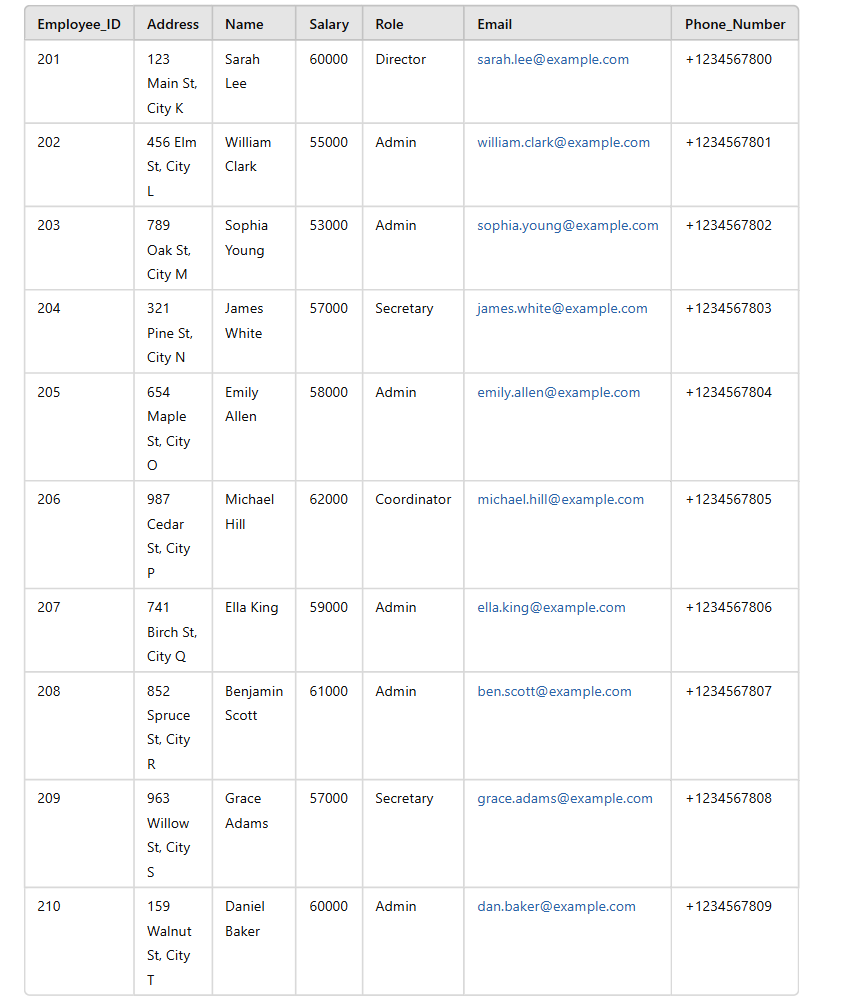 Employee_ID Address Name Salary Role Email Phone_Number
201 123 Sarah 60000 Director sarah.lee@example.com +1234567800
Main St, Lee
City K
202 456 Elm William 55000 Admin william.clark@example.com +1234567801
St, City Clark
L
203 789 Sophia 53000 Admin sophia.young@example.com +1234567802
Oak St, Young
City M
204 321 James 57000 Secretary james.white@example.com +1234567803
Pine St, White
City N
205 654 Emily 58000 Admin emily.allen@example.com +1234567804
Maple Allen
St, City
O
206 987 Michael 62000 Coordinator michael.hill@example.com +1234567805
Cedar Hill
St, City
P
207 741 Ella King 59000 Admin ella.king@example.com +1234567806
Birch St,
City Q
208 852 Benjamin 61000 Admin ben.scott@example.com +1234567807
Spruce Scott
St, City
R
209 963 Grace 57000 Secretary grace.adams@example.com +1234567808
Willow Adams
St, City
S
210 159 Daniel 60000 Admin dan.baker@example.com +1234567809
Walnut Baker
St, City
T